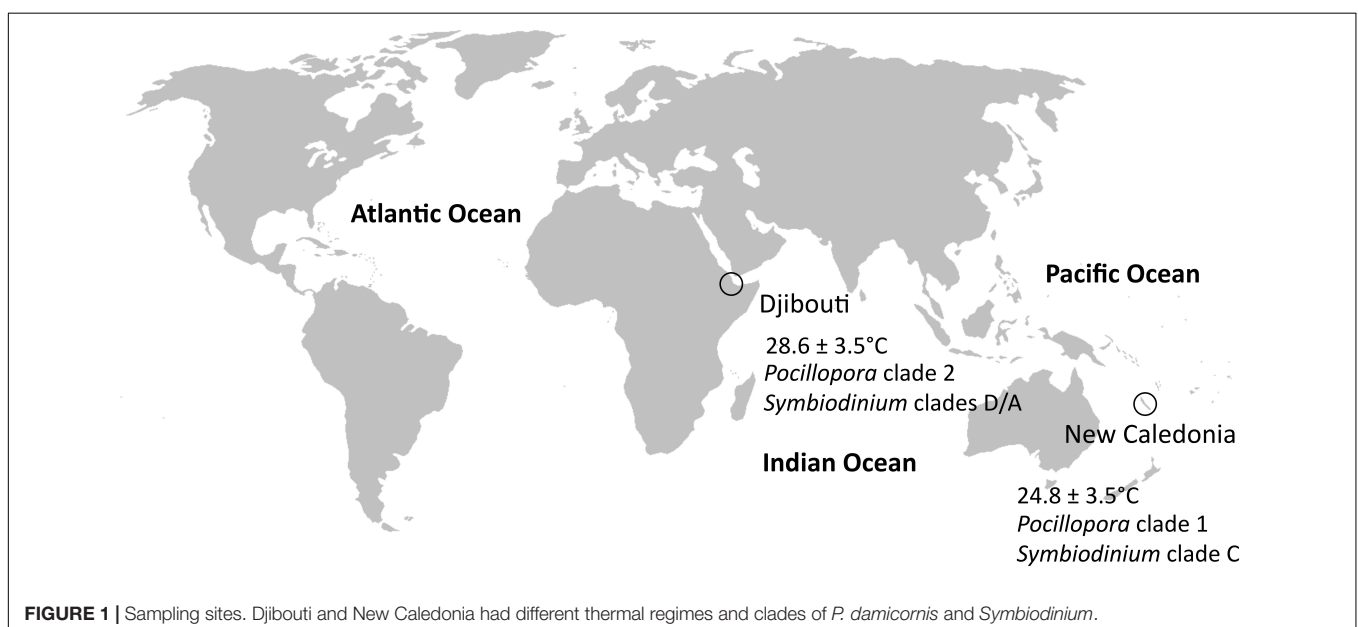 Atlantic Ocean
Pacific Ocean
Djibouti
28.6 ± 3.5°C
Pocillopora clade 2
Symbiodinium clades D/A
New Caledonia
Indian Ocean
24.8 ± 3.5°C
Pocillopora clade 1
Symbiodinium clade C
FIGURE 1 | Sampling sites. Djibouti and New Caledonia had different thermal regimes and clades of P. damicornis and Symbiodinium.